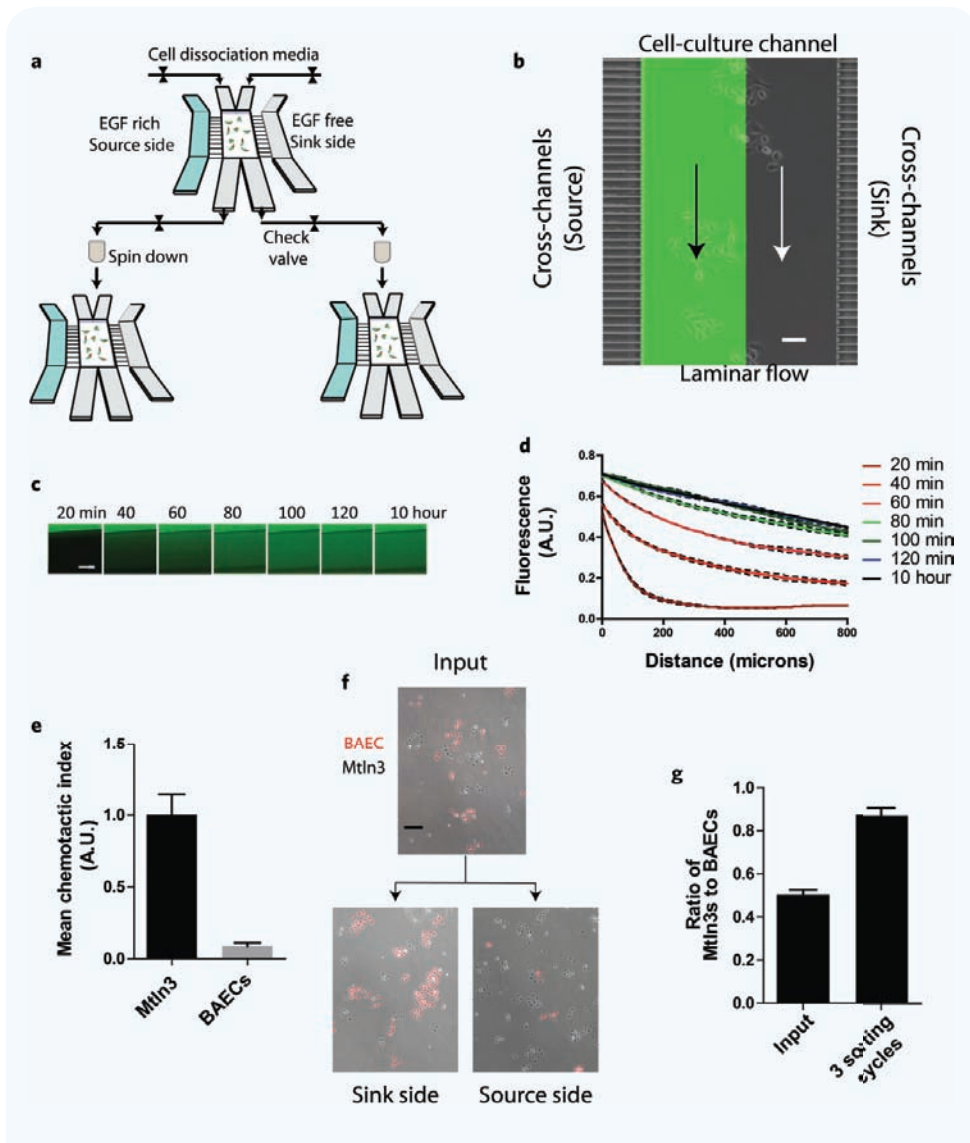 a
Cell dissociation media
EGF rich
Source side
EGF free
Sink side
Check
valve
Spin down
b
Cell-culture channel
Cross-channels
(Source)
Cross-channels
(Sink)
Laminar flow
c
20 min 40 60 80 100 120 10 hour
d
Fluorescence
(A.U.)
0.8
0.6
0.4
0.2
0.0
0 200 400 600 800
Distance (microns)
20 min
40 min
60 min
80 min
100 min
120 min
10 hour
e
Mean chemotactic index
(A.U.)
1.5
1.0
0.5
0.0
Mtln3
BAECs
f
Input
BAEC
Mtln3
Sink side
Source side
g
Ratio of
Mtln3s to BAECs
1.0
0.8
0.6
0.4
0.2
0.0
Input
3 sorting
cycles